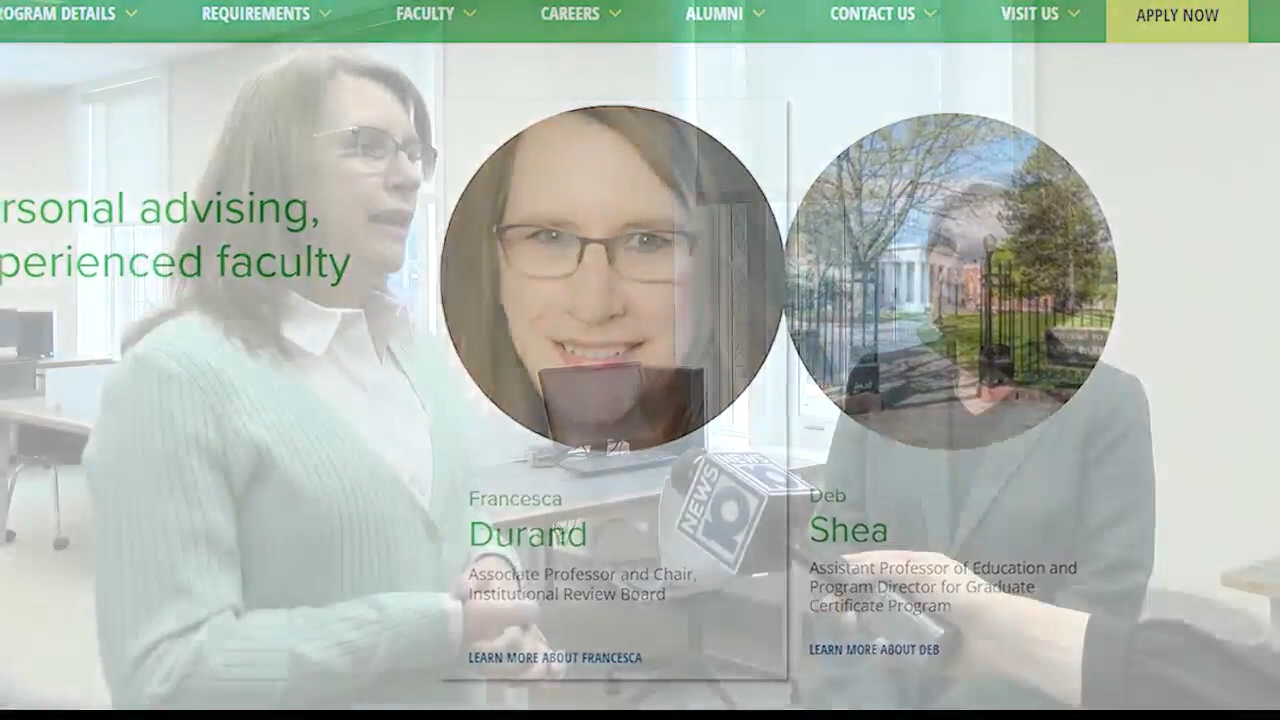 ROGRAM DETAILS
REQUIREMENTS
FACULTY
CAREERS
ALUMNI
CONTACT US
VISIT US
APPLY NOW
rsonal advising,
perienced faculty
NEWS
10
NEWS
Francesca
Durand
Associate Professor and Chair,
Institutional Review Board
LEARN MORE ABOUT FRANCESCA
Deb
Shea
Assistant Professor of Education and
Program Director for Graduate
Certificate Program
LEARN MORE ABOUT DEB